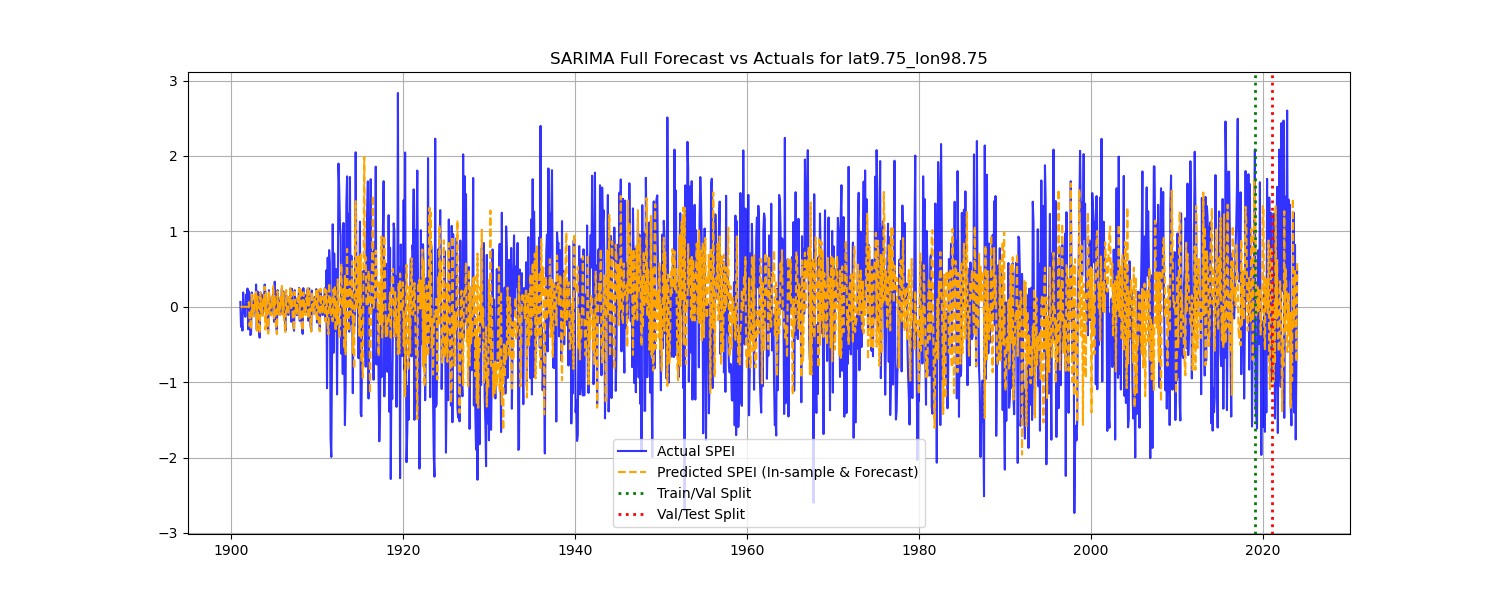 SARIMA Full Forecast vs Actuals for lat9.75_lon98.75
3
2
1
0
−1
−2
−3
Actual SPEI
Predicted SPEI (In-sample & Forecast)
Train/Val Split
Val/Test Split
1900 1920 1940 1960 1980 2000 2020